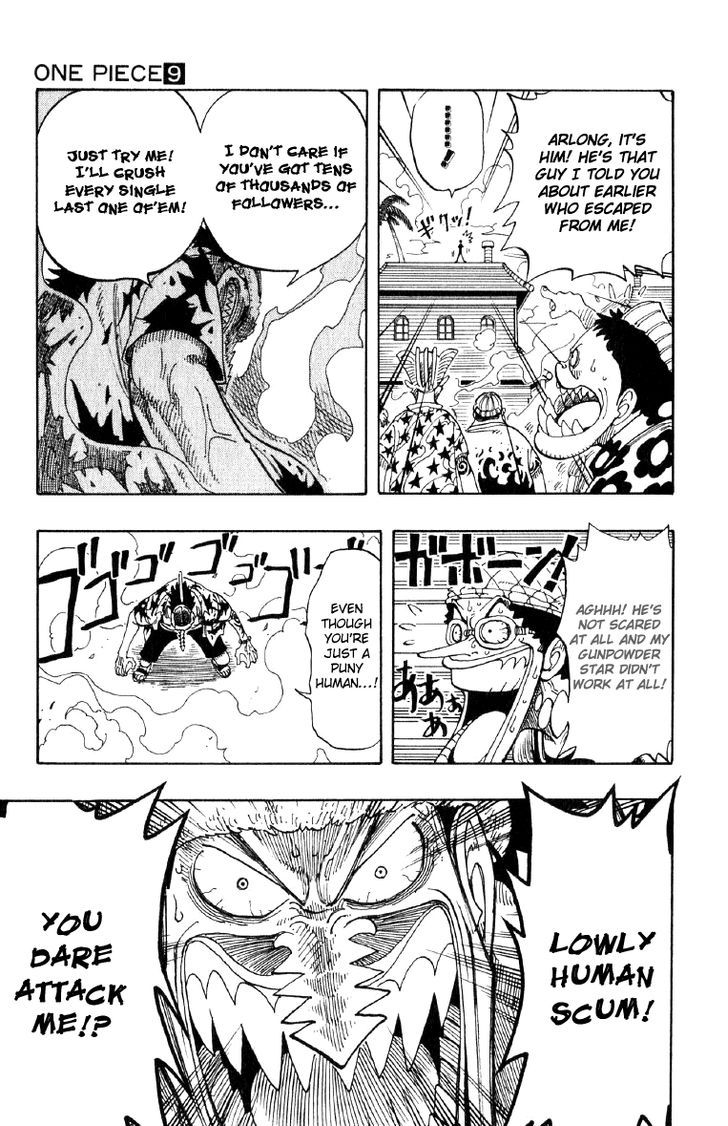 ONE PIECE 9
ARLONG, IT'S
HIM! HE'S THAT
GUY I TOLD YOU
ABOUT EARLIER
WHO ESCAPED
FROM ME!
ギクッ!
I DON'T CARE IF
YOU'VE GOT TENS
OF THOUSANDS OF
FOLLOWERS...
JUST TRY ME!
I'LL CRUSH
EVERY SINGLE
LAST ONE OF'EM!
ガボーン!
AGHHH! HE'S
NOT SCARED
AT ALL AND MY
GUNPOWDER
STAR DIDN'T
WORK AT ALL!
あああぁ
EVEN
THOUGH
YOU'RE
JUST A
PUNY
HUMAN...!
ゴゴゴゴゴゴ
LOWLY
HUMAN
SCUM!
YOU
DARE
ATTACK
ME!?